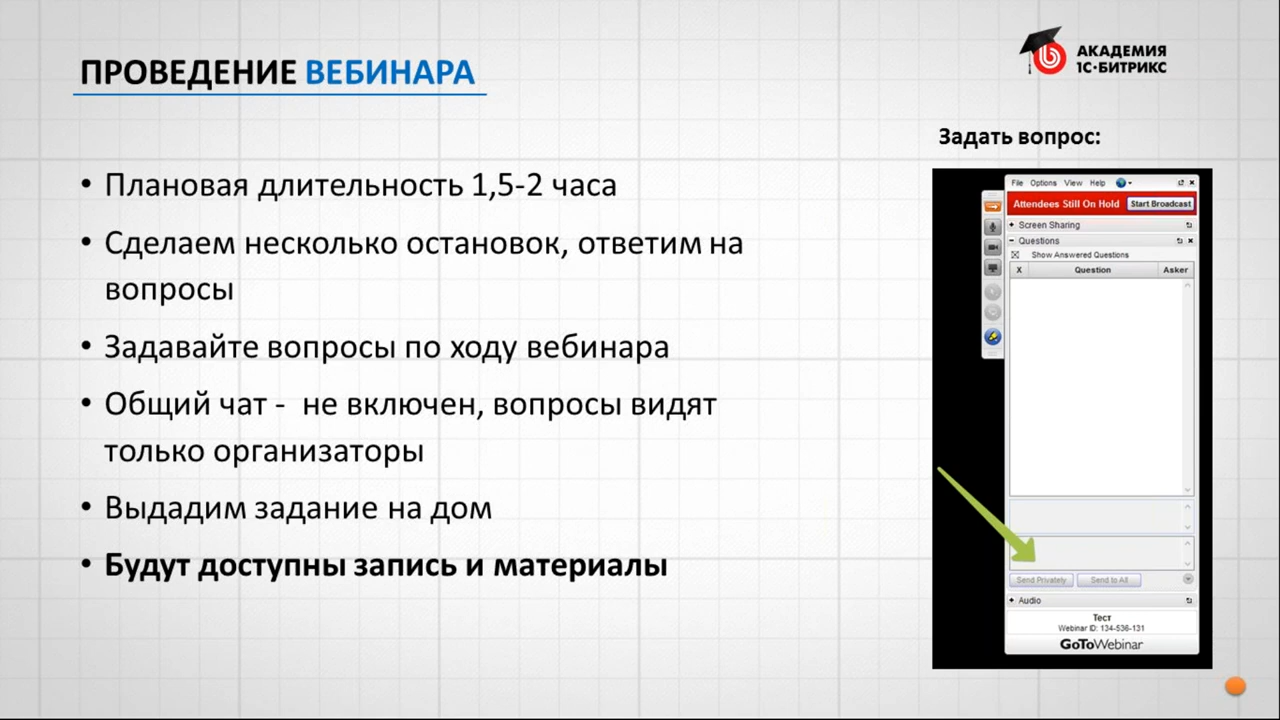 ПРОВЕДЕНИЕ ВЕБИНАРА
АКАДЕМИЯ
1С·БИТРИКС
• Плановая длительность 1,5-2 часа
• Сделаем несколько остановок, ответим на
вопросы
• Задавайте вопросы по ходу вебинара
• Общий чат - не включен, вопросы видят
только организаторы
• Выдадим задание на дом
• Будут доступны запись и материалы
Задать вопрос:
File Options View Help
Attendees Still On Hold Start Broadcast
Screen Sharing
Questions
Show Answered Questions
X Question Asker
Send Privately Send to All
Audio
Тест
Webinar ID: 134-536-131
GoToWebinar